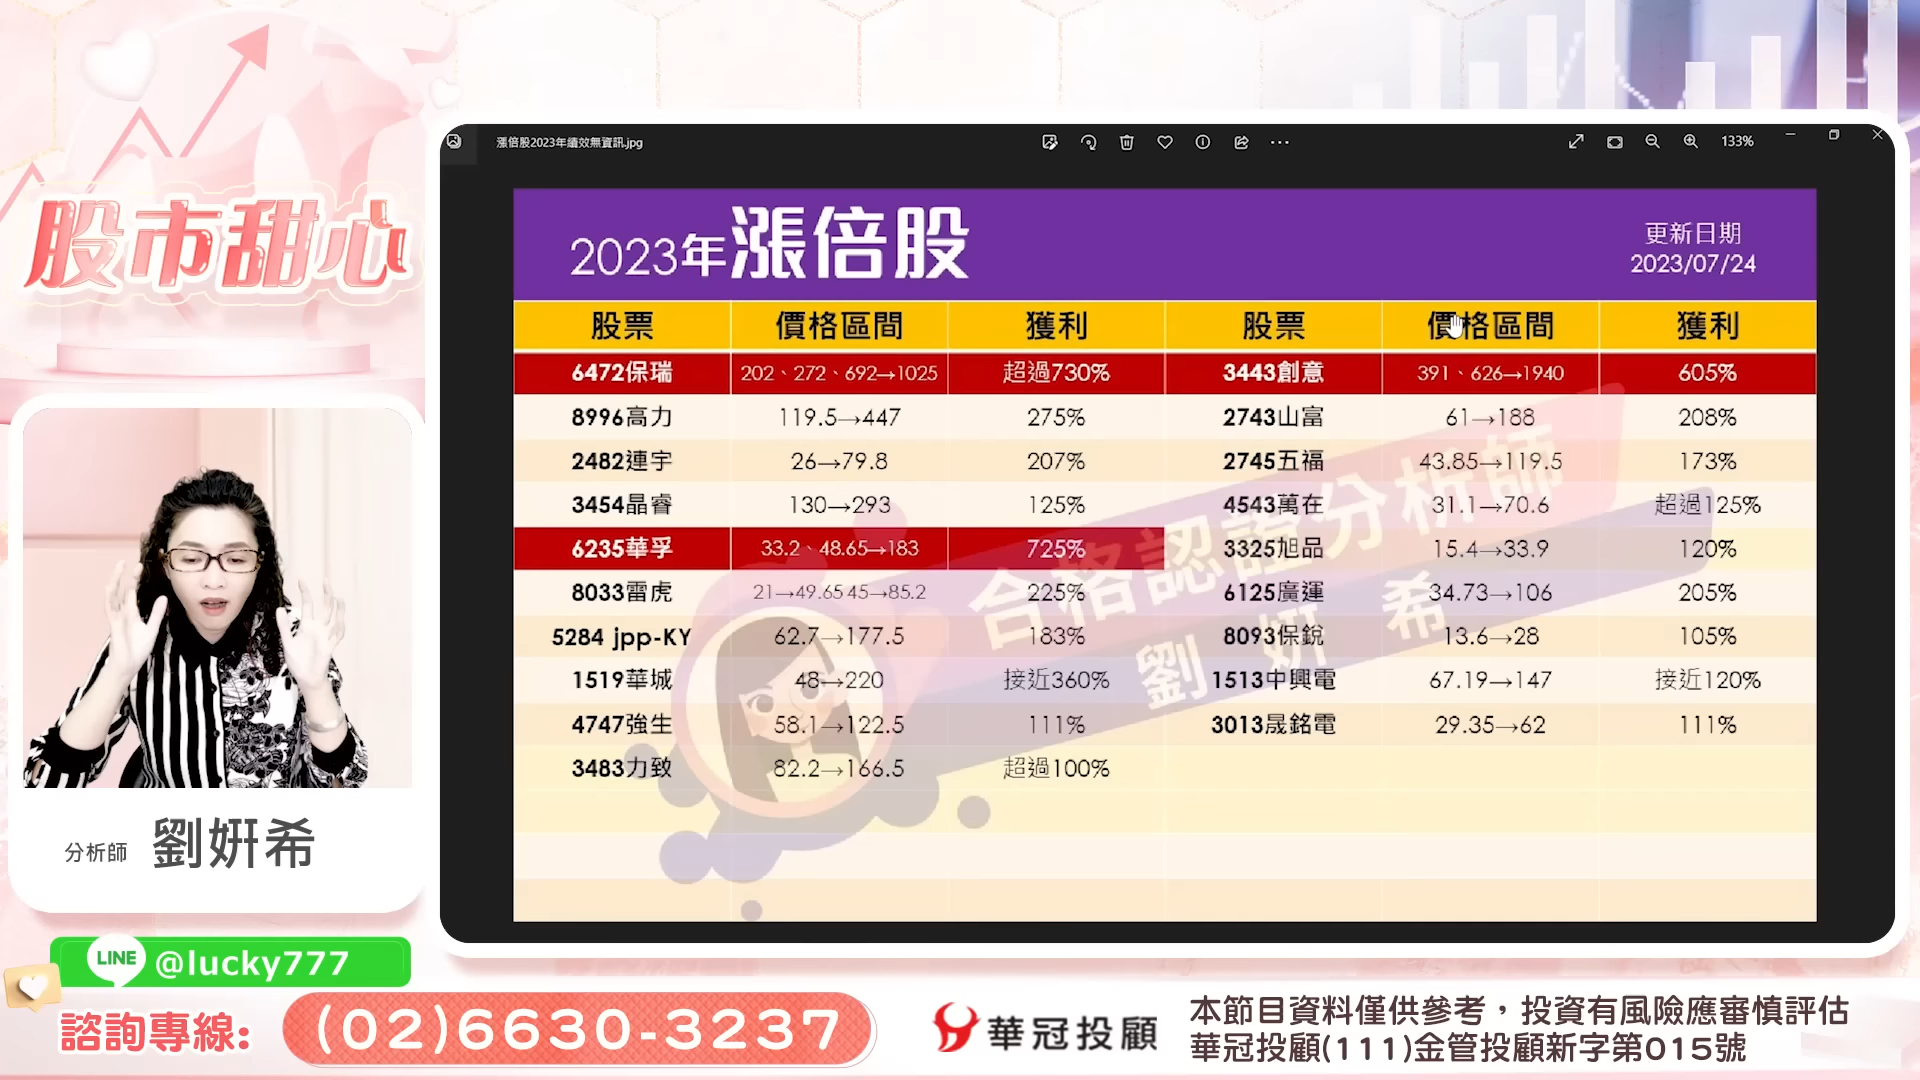 股市甜心
漲倍股2023年績效無資訊.jpg
133%
2023年漲倍股
更新日期
2023/07/24
股票 價格區間 獲利 股票 價格區間 獲利
6472保瑞 202、272、692→1025 超過730% 3443創意 391、626→1940 605%
8996高力 119.5→447 275% 2743山富 61→188 208%
2482連宇 26→79.8 207% 2745五福 43.85→119.5 173%
3454晶睿 130→293 125% 4543萬在 31.1→70.6 超過125%
6235華孚 33.2、48.65→183 725% 3325旭品 15.4→33.9 120%
8033雷虎 21→49.65 45→85.2 225% 6125廣運 34.73→106 205%
5284 jpp-KY 62.7→177.5 183% 8093保銳 13.6→28 105%
1519華城 48→220 接近360% 1513中興電 67.19→147 接近120%
4747強生 58.1→122.5 111% 3013晟銘電 29.35→62 111%
3483力致 82.2→166.5 超過100%
合格認證分析師
劉妍希
分析師 劉妍希
LINE @lucky777
諮詢專線: (02)6630-3237
華冠投顧
本節目資料僅供參考,投資有風險應審慎評估
華冠投顧(111)金管投顧新字第015號